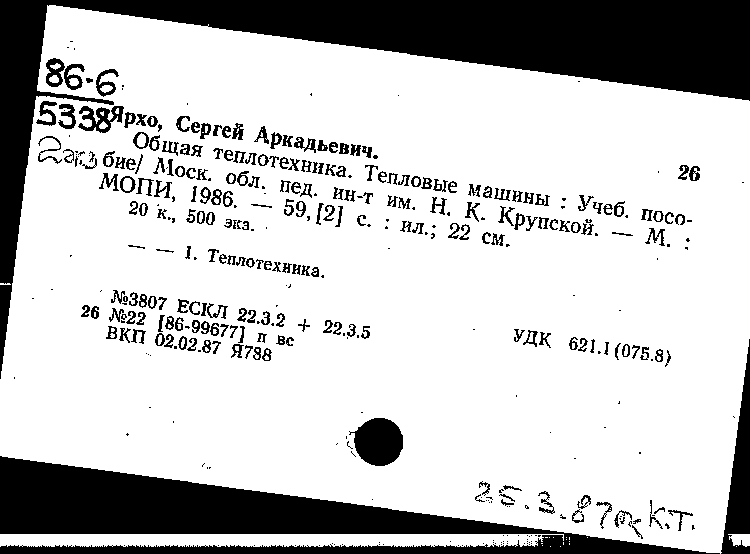 86-6
5338
2 экз
Ярхо, Сергей Аркадьевич.
26
Общая теплотехника. Тепловые машины : Учеб. посо-
бие/ Моск. обл. пед. ин-т им. Н. К. Крупской. — М. :
МОПИ, 1986. — 59, [2] с. : ил.; 22 см.
20 к., 500 экз.
— — 1. Теплотехника.
№3807 ЕСКЛ 22.3.2 + 22.3.5
УДК 621.1(075.8)
26 №22 [86-99677] п вс
ВКП 02.02.87 Я788
25.3.87 К.Т.